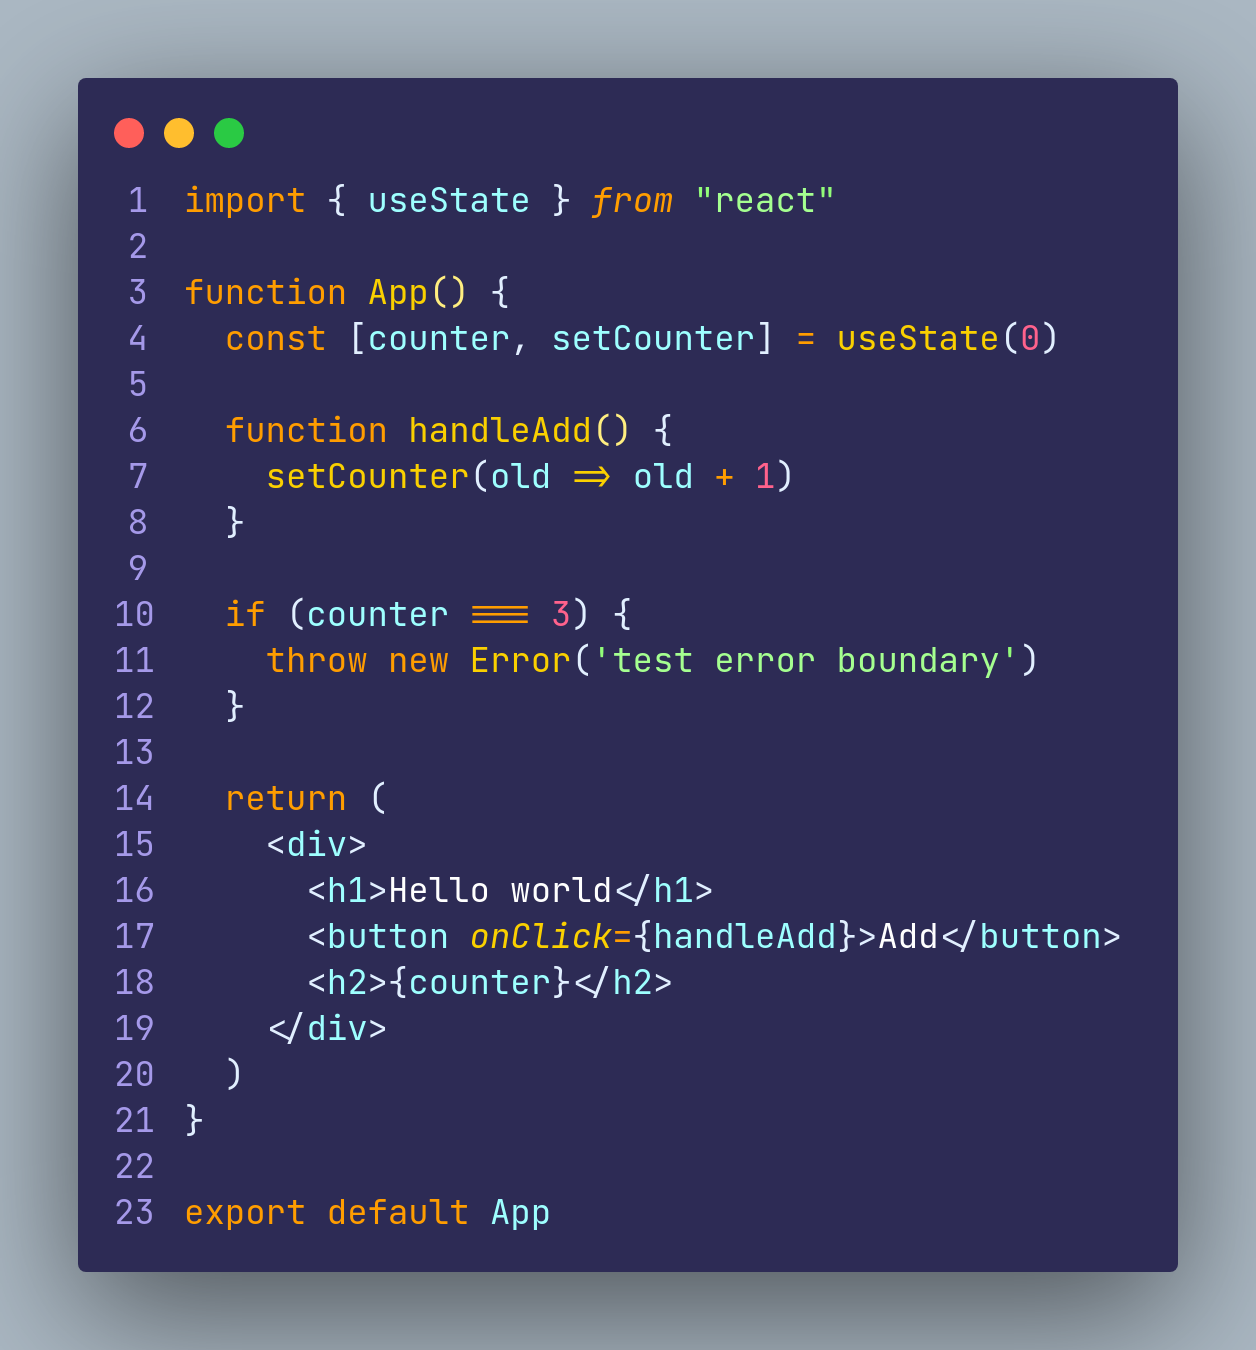 1 import { useState } from "react"
2
3 function App() {
4   const [counter, setCounter] = useState(0)
5
6   function handleAdd() {
7     setCounter(old => old + 1)
8   }
9
10   if (counter === 3) {
11     throw new Error('test error boundary')
12   }
13
14   return (
15     <div>
16       <h1>Hello world</h1>
17       <button onClick={handleAdd}>Add</button>
18       <h2>{counter}</h2>
19     </div>
20   )
21 }
22
23 export default App